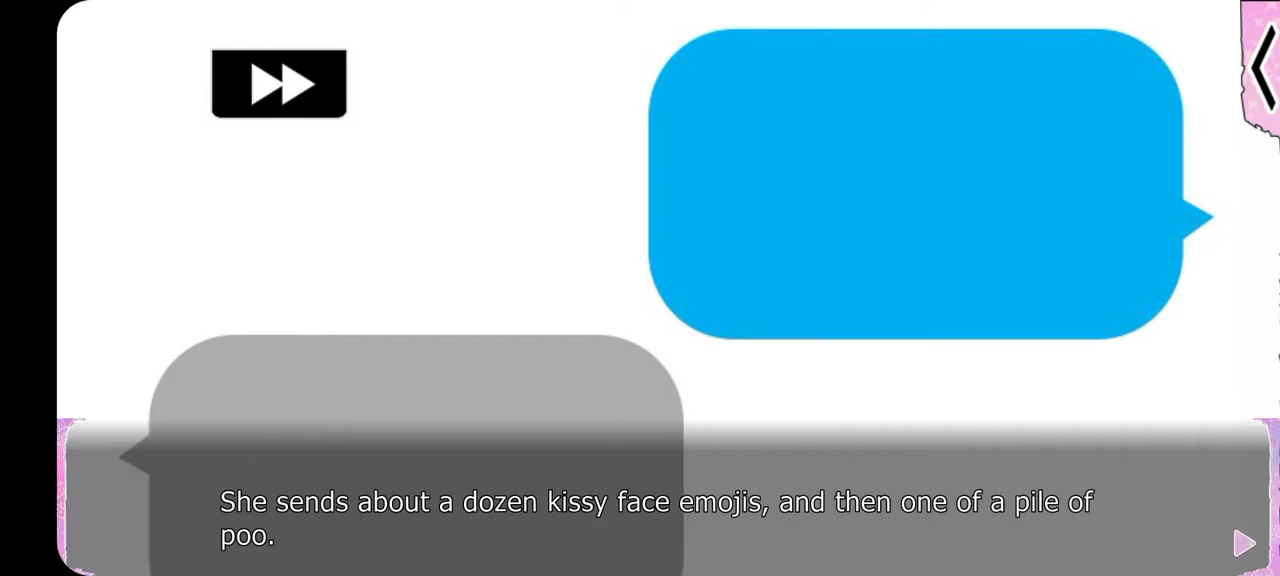 She sends about a dozen kissy face emojis, and then one of a pile of
poo.